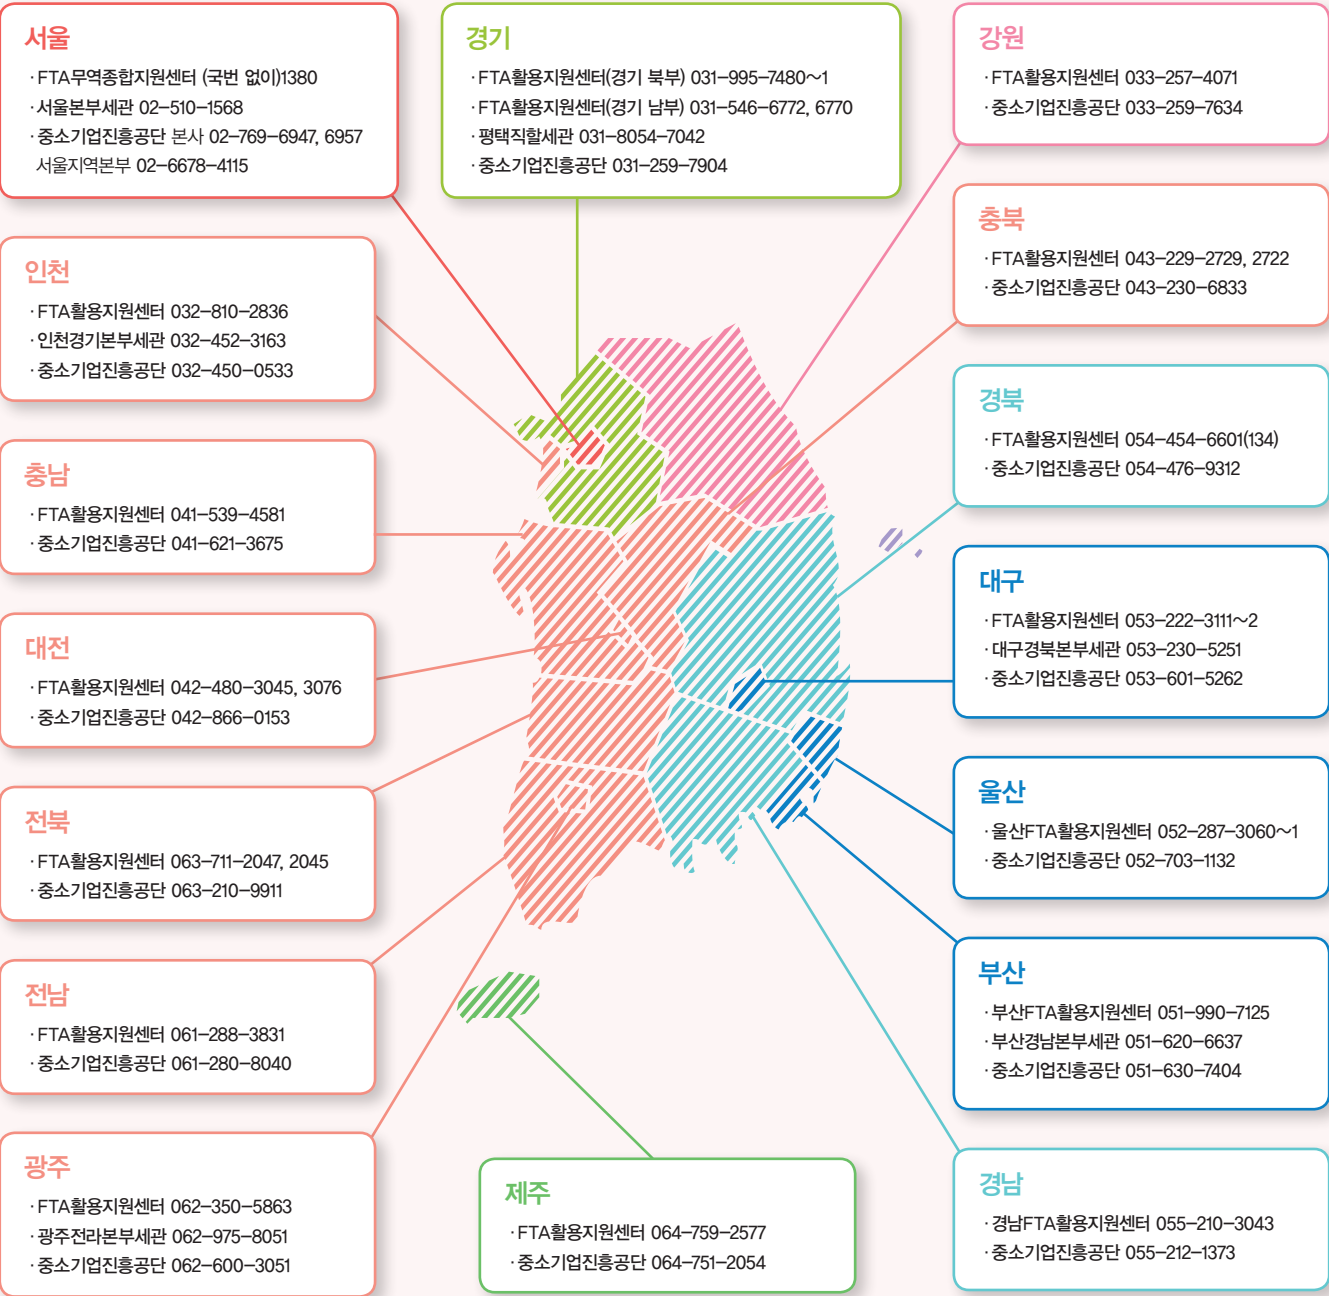 서울
·FTA무역종합지원센터 (국번 없이)1380
·서울본부세관 02–510–1568
·중소기업진흥공단 본사 02–769–6947, 6957
서울지역본부 02–6678–4115
경기
·FTA활용지원센터(경기 북부) 031–995–7480~1
·FTA활용지원센터(경기 남부) 031–546–6772, 6770
·평택직할세관 031–8054–7042
·중소기업진흥공단 031–259–7904
강원
·FTA활용지원센터 033–257–4071
·중소기업진흥공단 033–259–7634
인천
·FTA활용지원센터 032–810–2836
·인천경기본부세관 032–452–3163
·중소기업진흥공단 032–450–0533
충남
·FTA활용지원센터 041–539–4581
·중소기업진흥공단 041–621–3675
대전
·FTA활용지원센터 042–480–3045, 3076
·중소기업진흥공단 042–866–0153
전북
·FTA활용지원센터 063–711–2047, 2045
·중소기업진흥공단 063–210–9911
전남
·FTA활용지원센터 061–288–3831
·중소기업진흥공단 061–280–8040
광주
·FTA활용지원센터 062–350–5863
·광주전라본부세관 062–975–8051
·중소기업진흥공단 062–600–3051
제주
·FTA활용지원센터 064–759–2577
·중소기업진흥공단 064–751–2054
충북
·FTA활용지원센터 043–229–2729, 2722
·중소기업진흥공단 043–230–6833
경북
·FTA활용지원센터 054–454–6601(134)
·중소기업진흥공단 054–476–9312
대구
·FTA활용지원센터 053–222–3111~2
·대구경북본부세관 053–230–5251
·중소기업진흥공단 053–601–5262
울산
·울산FTA활용지원센터 052–287–3060~1
·중소기업진흥공단 052–703–1132
부산
·부산FTA활용지원센터 051–990–7125
·부산경남본부세관 051–620–6637
·중소기업진흥공단 051–630–7404
경남
·경남FTA활용지원센터 055–210–3043
·중소기업진흥공단 055–212–1373